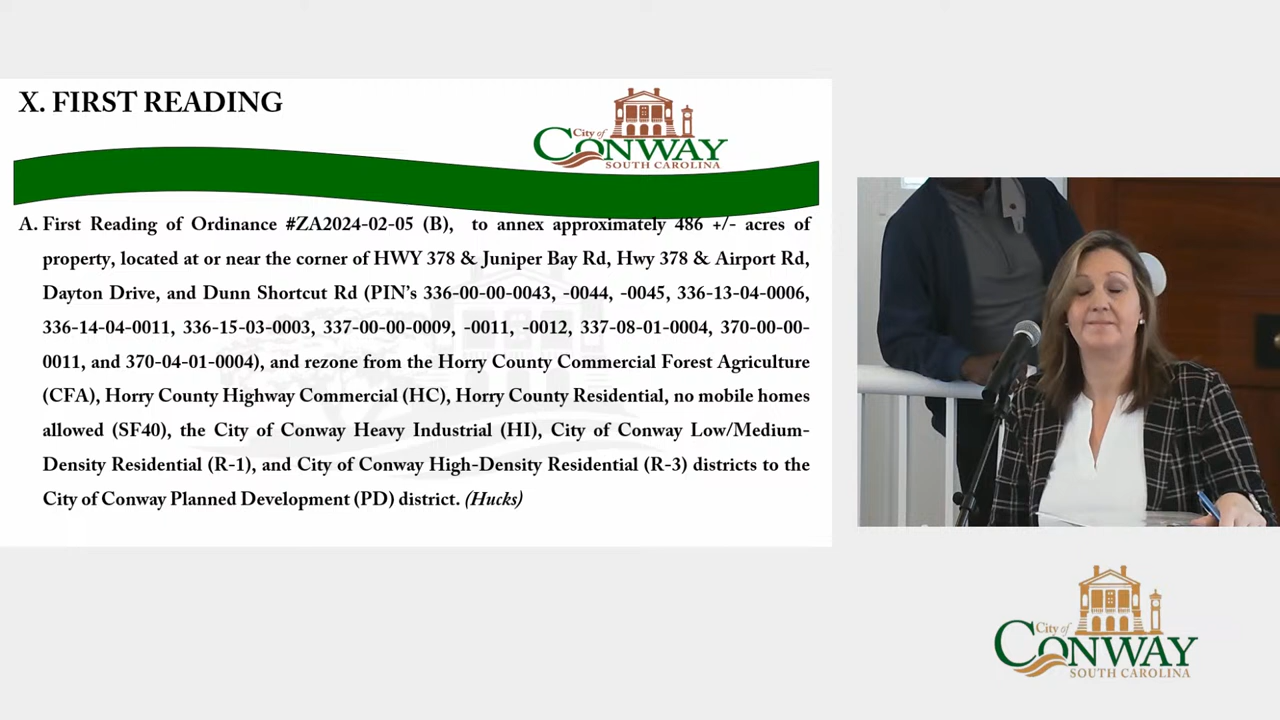 X. FIRST READING
City of
CONWAY
SOUTH CAROLINA
A. First Reading of Ordinance #ZA2024-02-05 (B), to annex approximately 486 +/- acres of
property, located at or near the corner of HWY 378 & Juniper Bay Rd, Hwy 378 & Airport Rd,
Dayton Drive, and Dunn Shortcut Rd (PIN's 336-00-00-0043, -0044, -0045, 336-13-04-0006,
336-14-04-0011, 336-15-03-0003, 337-00-00-0009, -0011, -0012, 337-08-01-0004, 370-00-00-
0011, and 370-04-01-0004), and rezone from the Horry County Commercial Forest Agriculture
(CFA), Horry County Highway Commercial (HC), Horry County Residential, no mobile homes
allowed (SF40), the City of Conway Heavy Industrial (HI), City of Conway Low/Medium-
Density Residential (R-1), and City of Conway High-Density Residential (R-3) districts to the
City of Conway Planned Development (PD) district. (Hucks)
City of
CONWAY
SOUTH CAROLINA